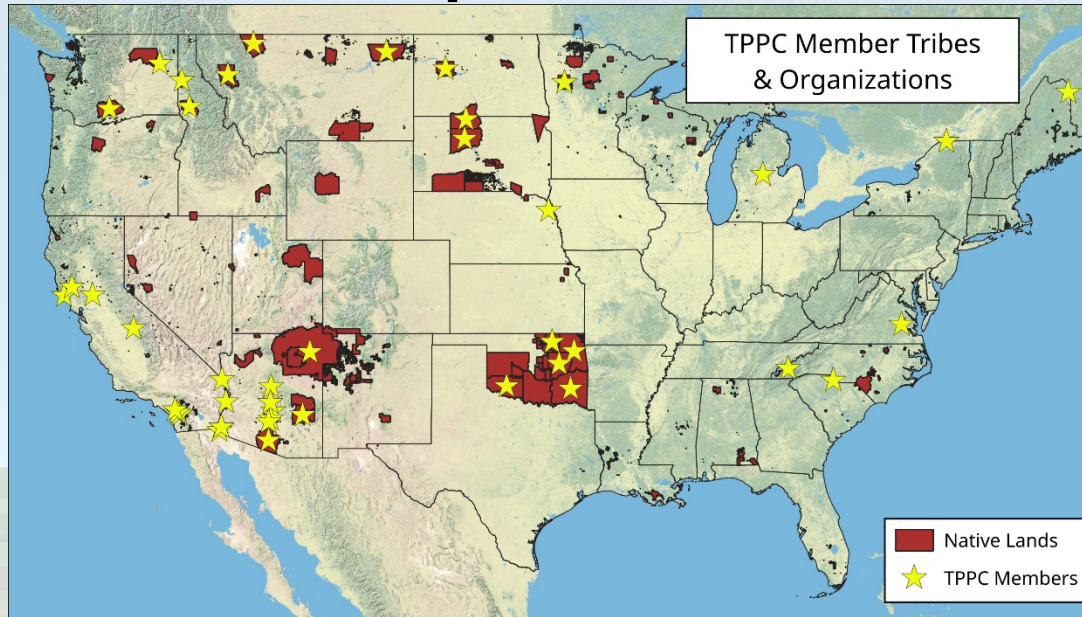 TPPC Member Tribes
& Organizations
Native Lands
TPPC Members